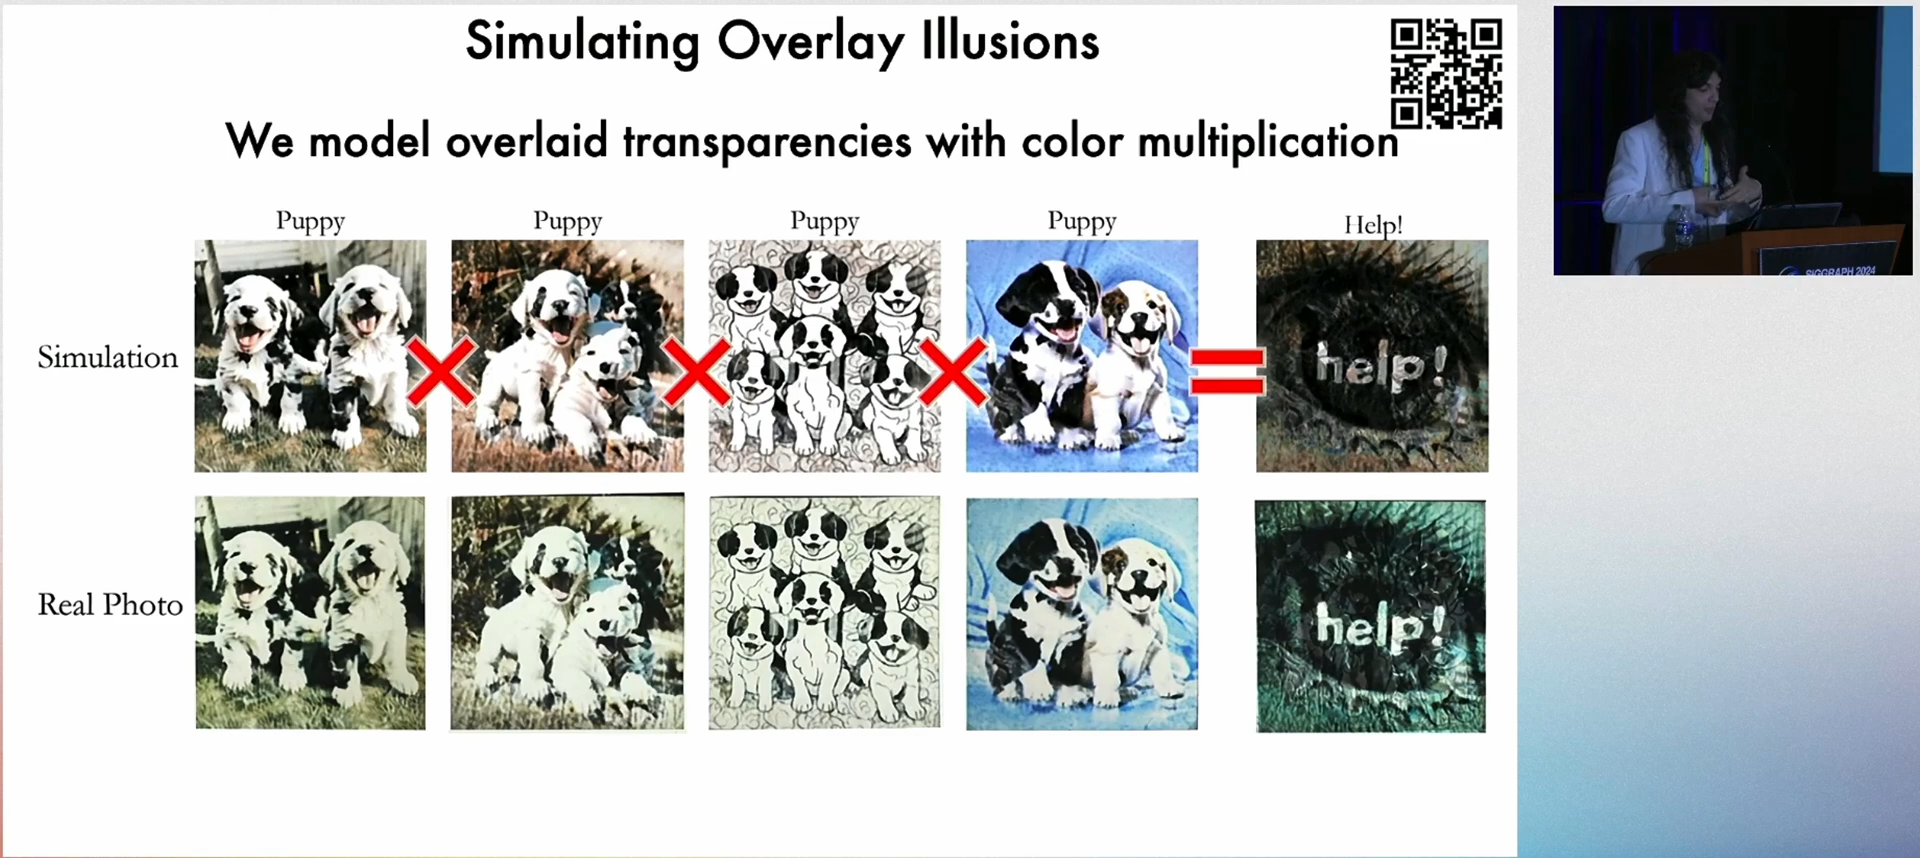 Simulating Overlay Illusions
We model overlaid transparencies with color multiplication
Puppy
Puppy
Puppy
Puppy
Help!
Simulation
help!
Real Photo
help!
SIGGRAPH 2024